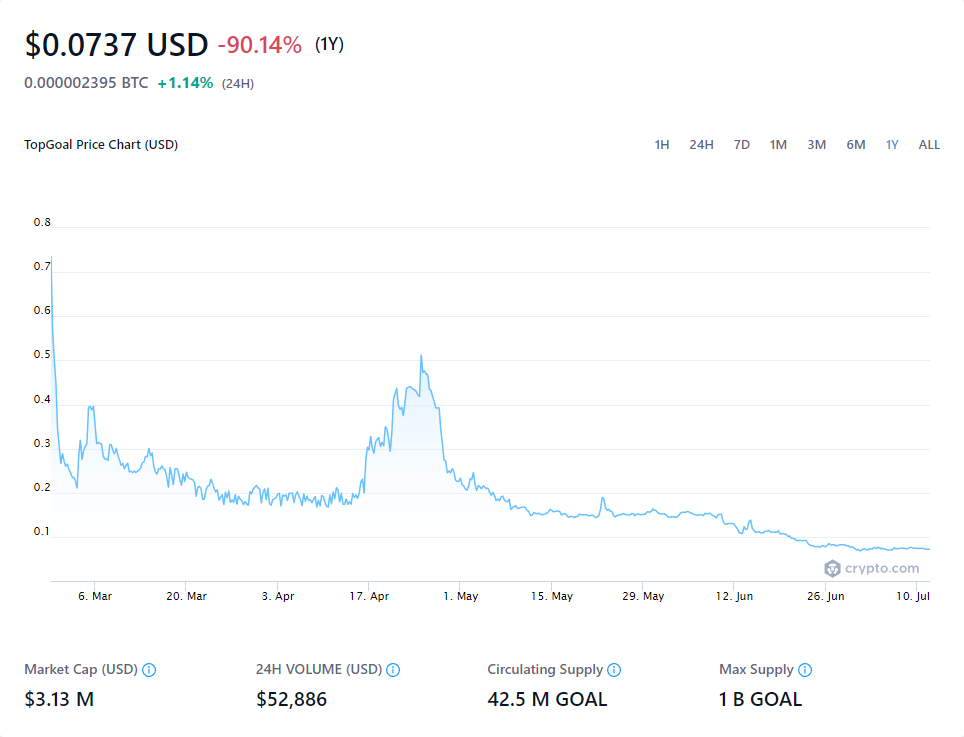 $0.0737 USD -90.14% (1Y)
0.000002395 BTC +1.14% (24H)
TopGoal Price Chart (USD) 1H 24H 7D 1M 3M 6M 1Y ALL
0.8
0.7
0.6
0.5
0.4
0.3
0.2
0.1
crypto.com
6. Mar 20. Mar 3. Apr 17. Apr 1. May 15. May 29. May 12. Jun 26. Jun 10. Jul
Market Cap (USD) 24H VOLUME (USD) Circulating Supply Max Supply
$3.13 M $52,886 42.5 M GOAL 1 B GOAL